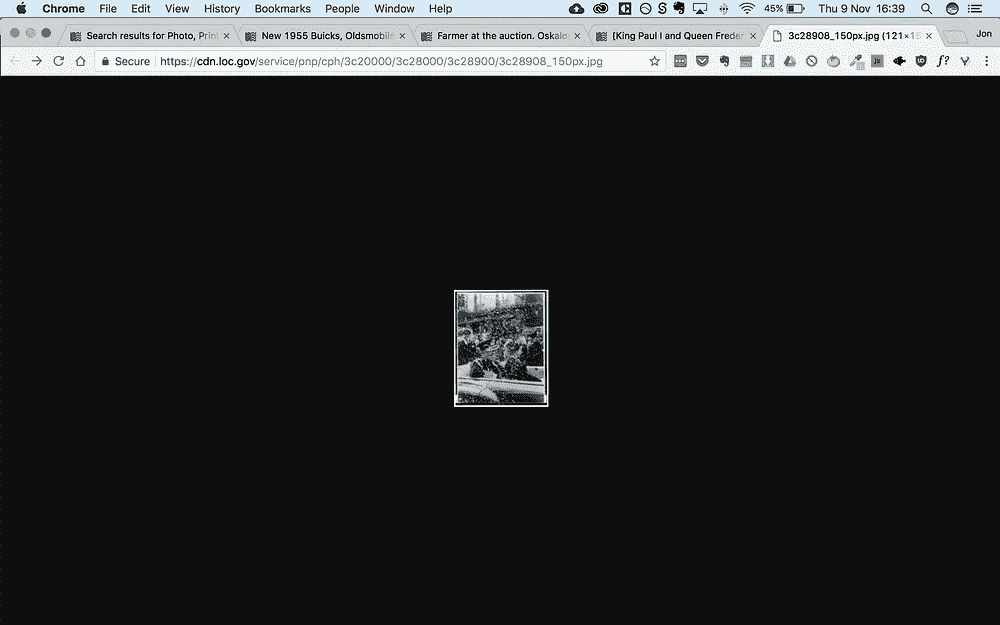 Chrome File Edit View History Bookmarks People Window Help 45% Thu 9 Nov 16:39
Search results for Photo, Prin New 1955 Buicks, Oldsmobile Farmer at the auction. Oskalo [King Paul I and Queen Freder 3c28908_150px.jpg (121×15 Jon
Secure https://cdn.loc.gov/service/pnp/cph/3c20000/3c28000/3c28900/3c28908_150px.jpg f?